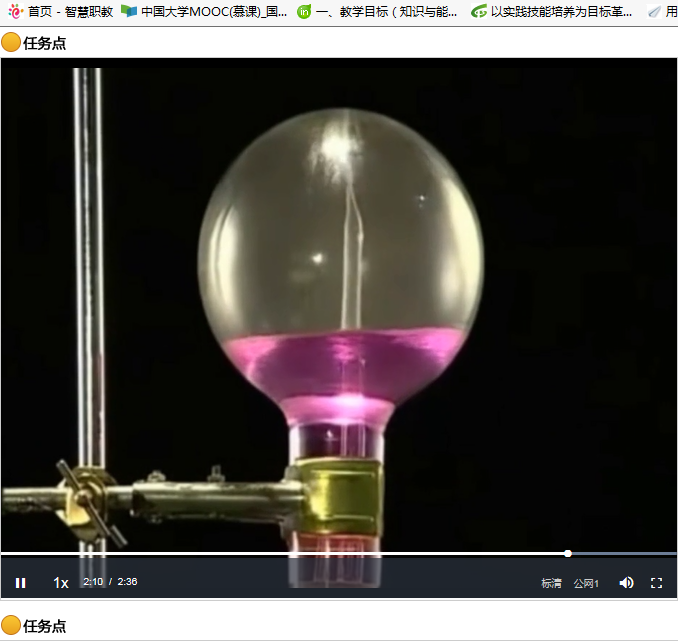 首页 - 智慧职教 中国大学MOOC(慕课)_国... 一、教学目标（知识与能... 以实践技能培养为目标革... 用
任务点
1x 2:10 / 2:36 标清 公网1
任务点